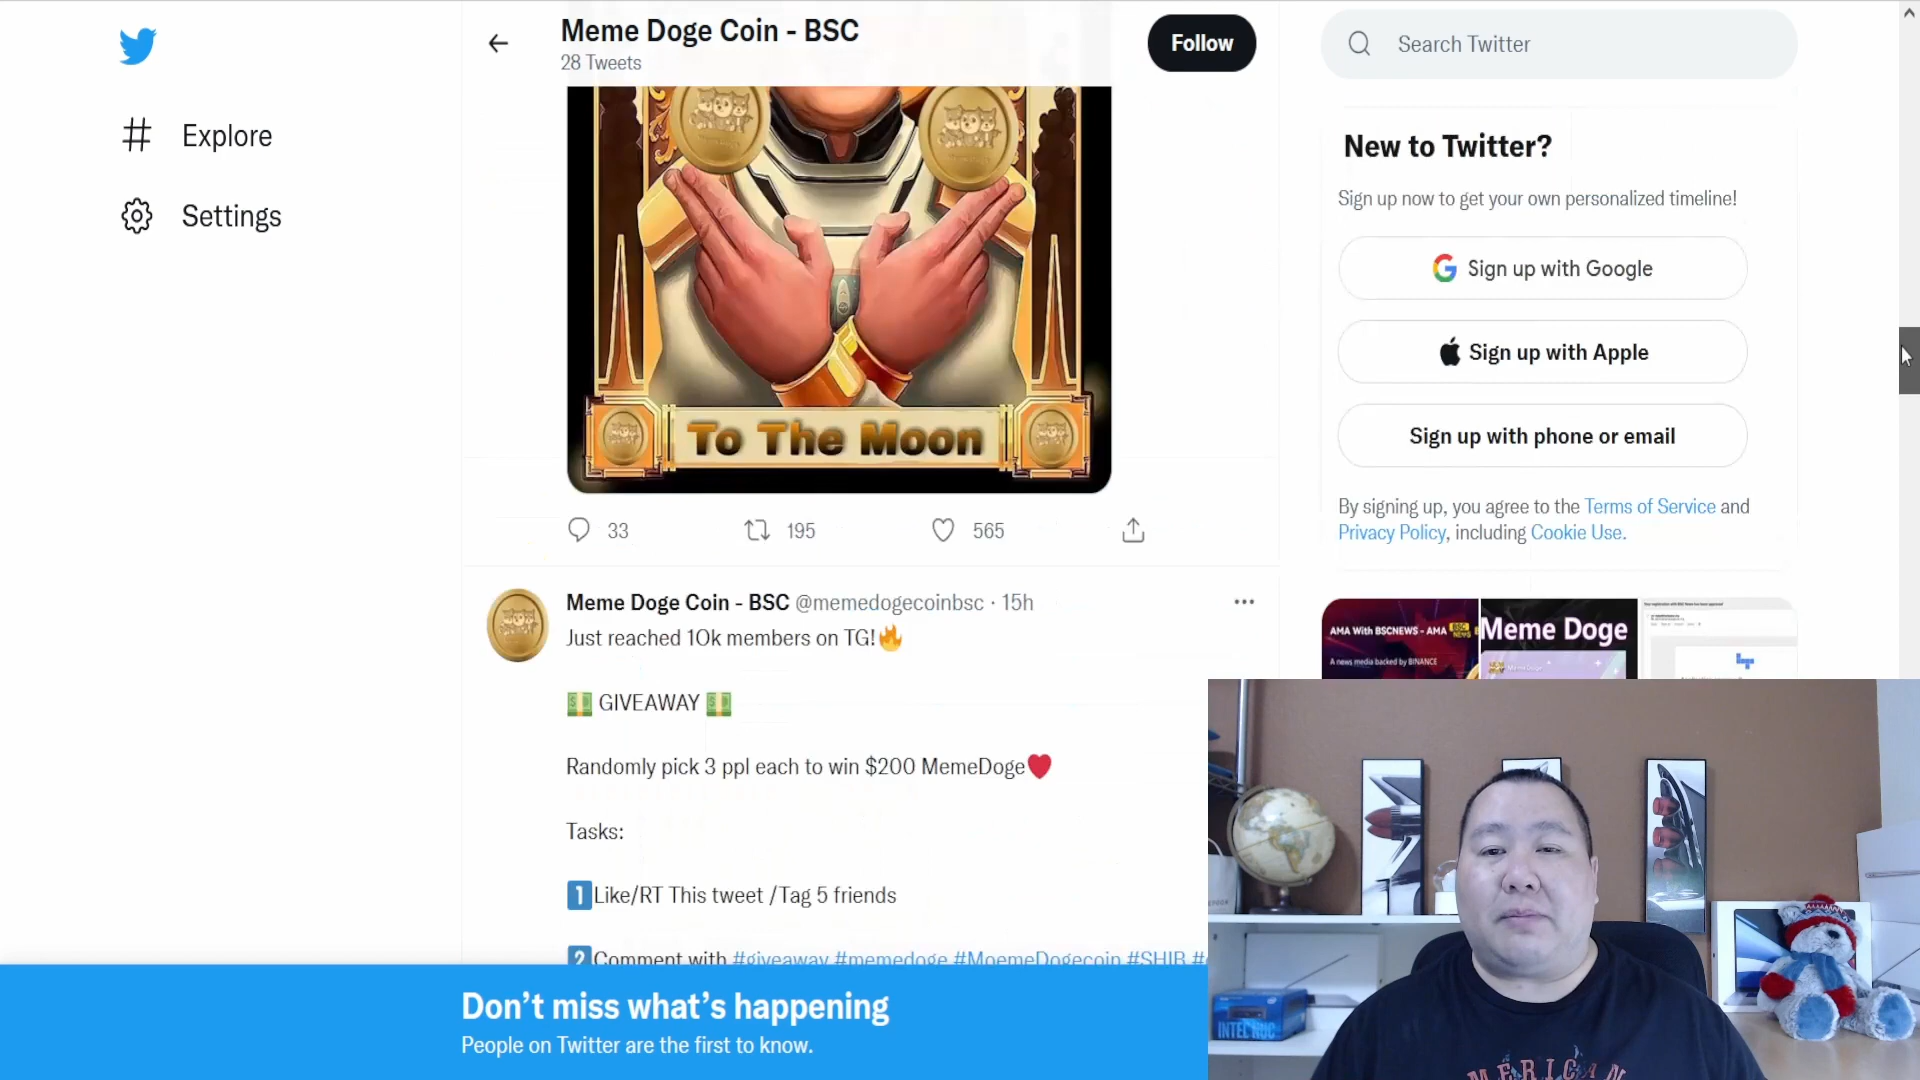 Meme Doge Coin - BSC
28 Tweets
Follow
Search Twitter
Explore
Settings
To The Moon
33
195
565
New to Twitter?
Sign up now to get your own personalized timeline!
Sign up with Google
Sign up with Apple
Sign up with phone or email
By signing up, you agree to the Terms of Service and
Privacy Policy, including Cookie Use.
Meme Doge Coin - BSC @memedogecoinbsc · 15h
Just reached 10k members on TG!🔥
💵 GIVEAWAY 💵
Randomly pick 3 ppl each to win $200 MemeDoge❤️
Tasks:
1️⃣Like/RT This tweet /Tag 5 friends
2️⃣Comment with #giveaway #memedoge #MoemeDogecoin #SHIB #
AMA With BSCNEWS - AMA
BSC
NEWS
A news media backed by BINANCE
Meme Doge
Don't miss what's happening
People on Twitter are the first to know.
INTEL NUC
MERICAN